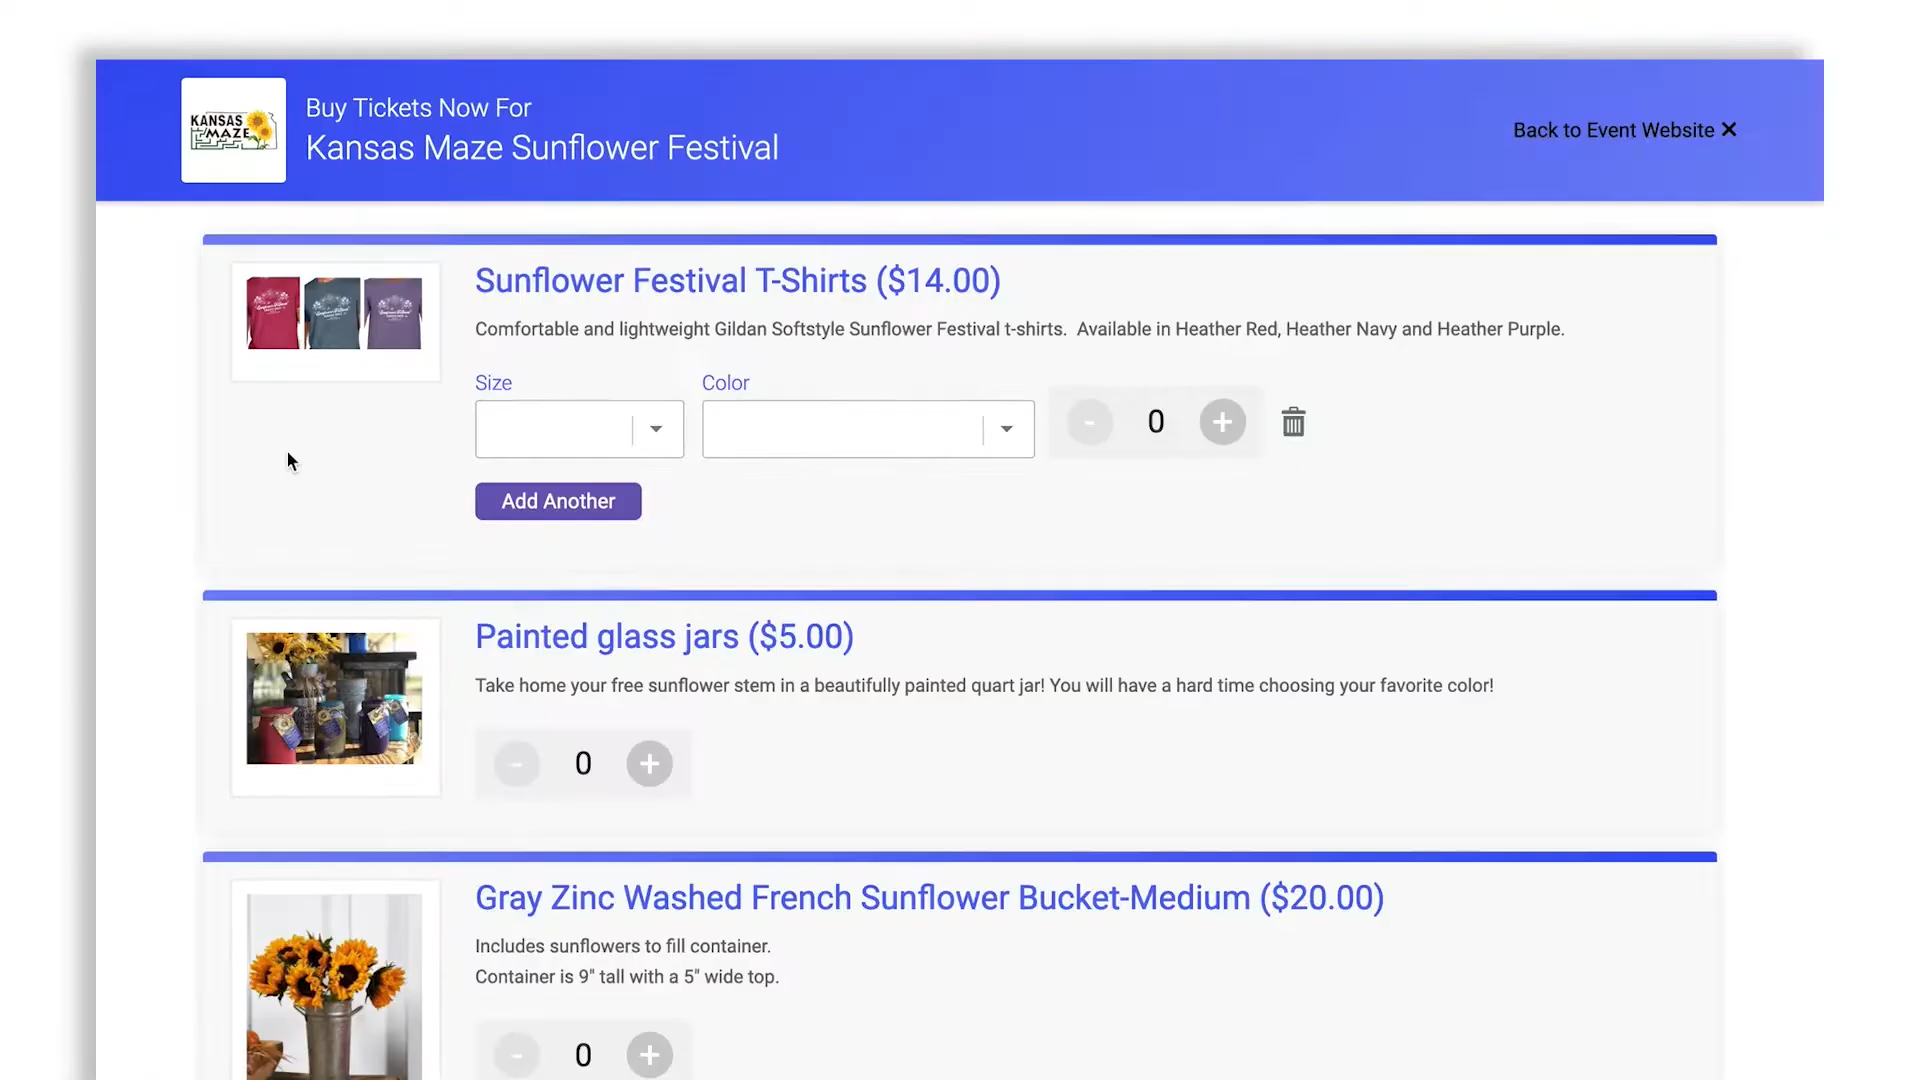 KANSAS
MAZE
Buy Tickets Now For
Kansas Maze Sunflower Festival
Back to Event Website ✕
Sunflower Festival T-Shirts ($14.00)
Comfortable and lightweight Gildan Softstyle Sunflower Festival t-shirts.  Available in Heather Red, Heather Navy and Heather Purple.
Size
Color
- 0 +
Add Another
Painted glass jars ($5.00)
Take home your free sunflower stem in a beautifully painted quart jar! You will have a hard time choosing your favorite color!
- 0 +
Gray Zinc Washed French Sunflower Bucket-Medium ($20.00)
Includes sunflowers to fill container.
Container is 9" tall with a 5" wide top.
- 0 +